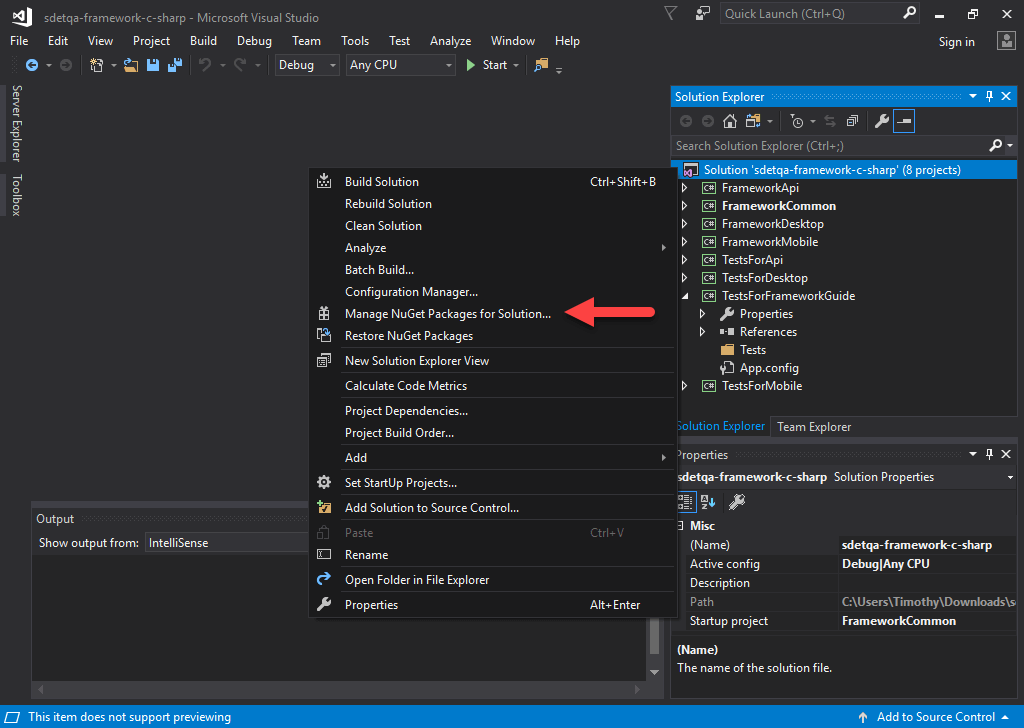 sdetqa-framework-c-sharp - Microsoft Visual Studio
Quick Launch (Ctrl+Q)
File Edit View Project Build Debug Team Tools Test Analyze Window Help
Sign in
Debug Any CPU Start
Server Explorer
Toolbox
Solution Explorer
Search Solution Explorer (Ctrl+;)
Solution 'sdetqa-framework-c-sharp' (8 projects)
C# FrameworkApi
C# FrameworkCommon
C# FrameworkDesktop
C# FrameworkMobile
C# TestsForApi
C# TestsForDesktop
C# TestsForFrameworkGuide
Properties
References
Tests
App.config
C# TestsForMobile
Solution Explorer Team Explorer
Build Solution Ctrl+Shift+B
Rebuild Solution
Clean Solution
Analyze
Batch Build...
Configuration Manager...
Manage NuGet Packages for Solution...
Restore NuGet Packages
New Solution Explorer View
Calculate Code Metrics
Project Dependencies...
Project Build Order...
Add
Set StartUp Projects...
Add Solution to Source Control...
Paste Ctrl+V
Rename
Open Folder in File Explorer
Properties Alt+Enter
Output
Show output from: IntelliSense
Properties
sdetqa-framework-c-sharp Solution Properties
Misc
(Name) sdetqa-framework-c-sharp
Active config Debug|Any CPU
Description
Path C:\Users\Timothy\Downloads\s
Startup project FrameworkCommon
(Name)
The name of the solution file.
This item does not support previewing
Add to Source Control